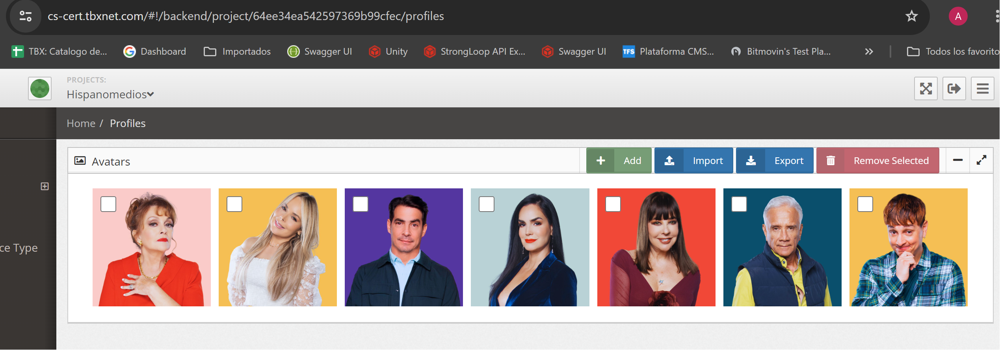 cs-cert.tbxnet.com/#!/backend/project/64ee34ea542597369b99cfec/profiles
A
TBX: Catalogo de...
Dashboard
Importados
Swagger UI
Unity
StrongLoop API Ex...
Swagger UI
TFS
Plataforma CMS...
Bitmovin's Test Pla...
Todos los favorito
PROJECTS:
Hispanomedios
Home / Profiles
Avatars
Add
Import
Export
Remove Selected
ce Type